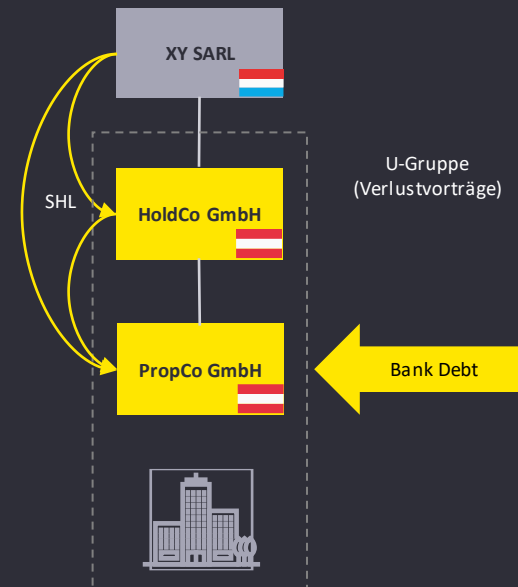 XY SARL
U-Gruppe
(Verlustvorträge)
SHL
HoldCo GmbH
PropCo GmbH
Bank Debt